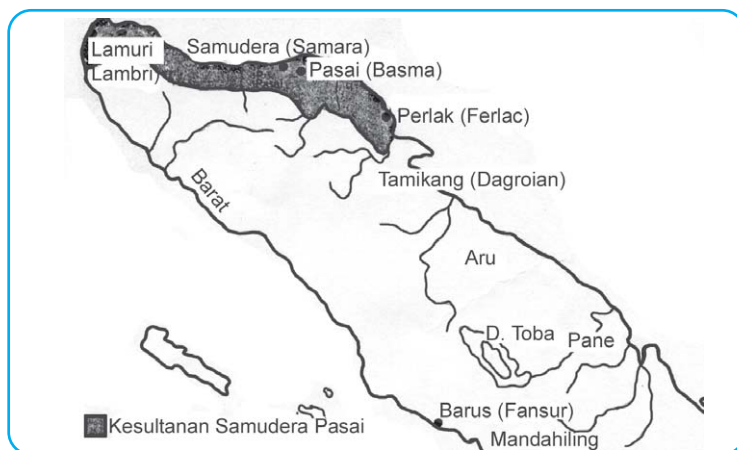 Lamuri
(Lambri)
Samudera (Samara)
Pasai (Basma)
Perlak (Ferlac)
Tamikang (Dagroian)
Barat
Aru
D. Toba
Pane
Barus (Fansur)
Mandahiling
Kesultanan Samudera Pasai